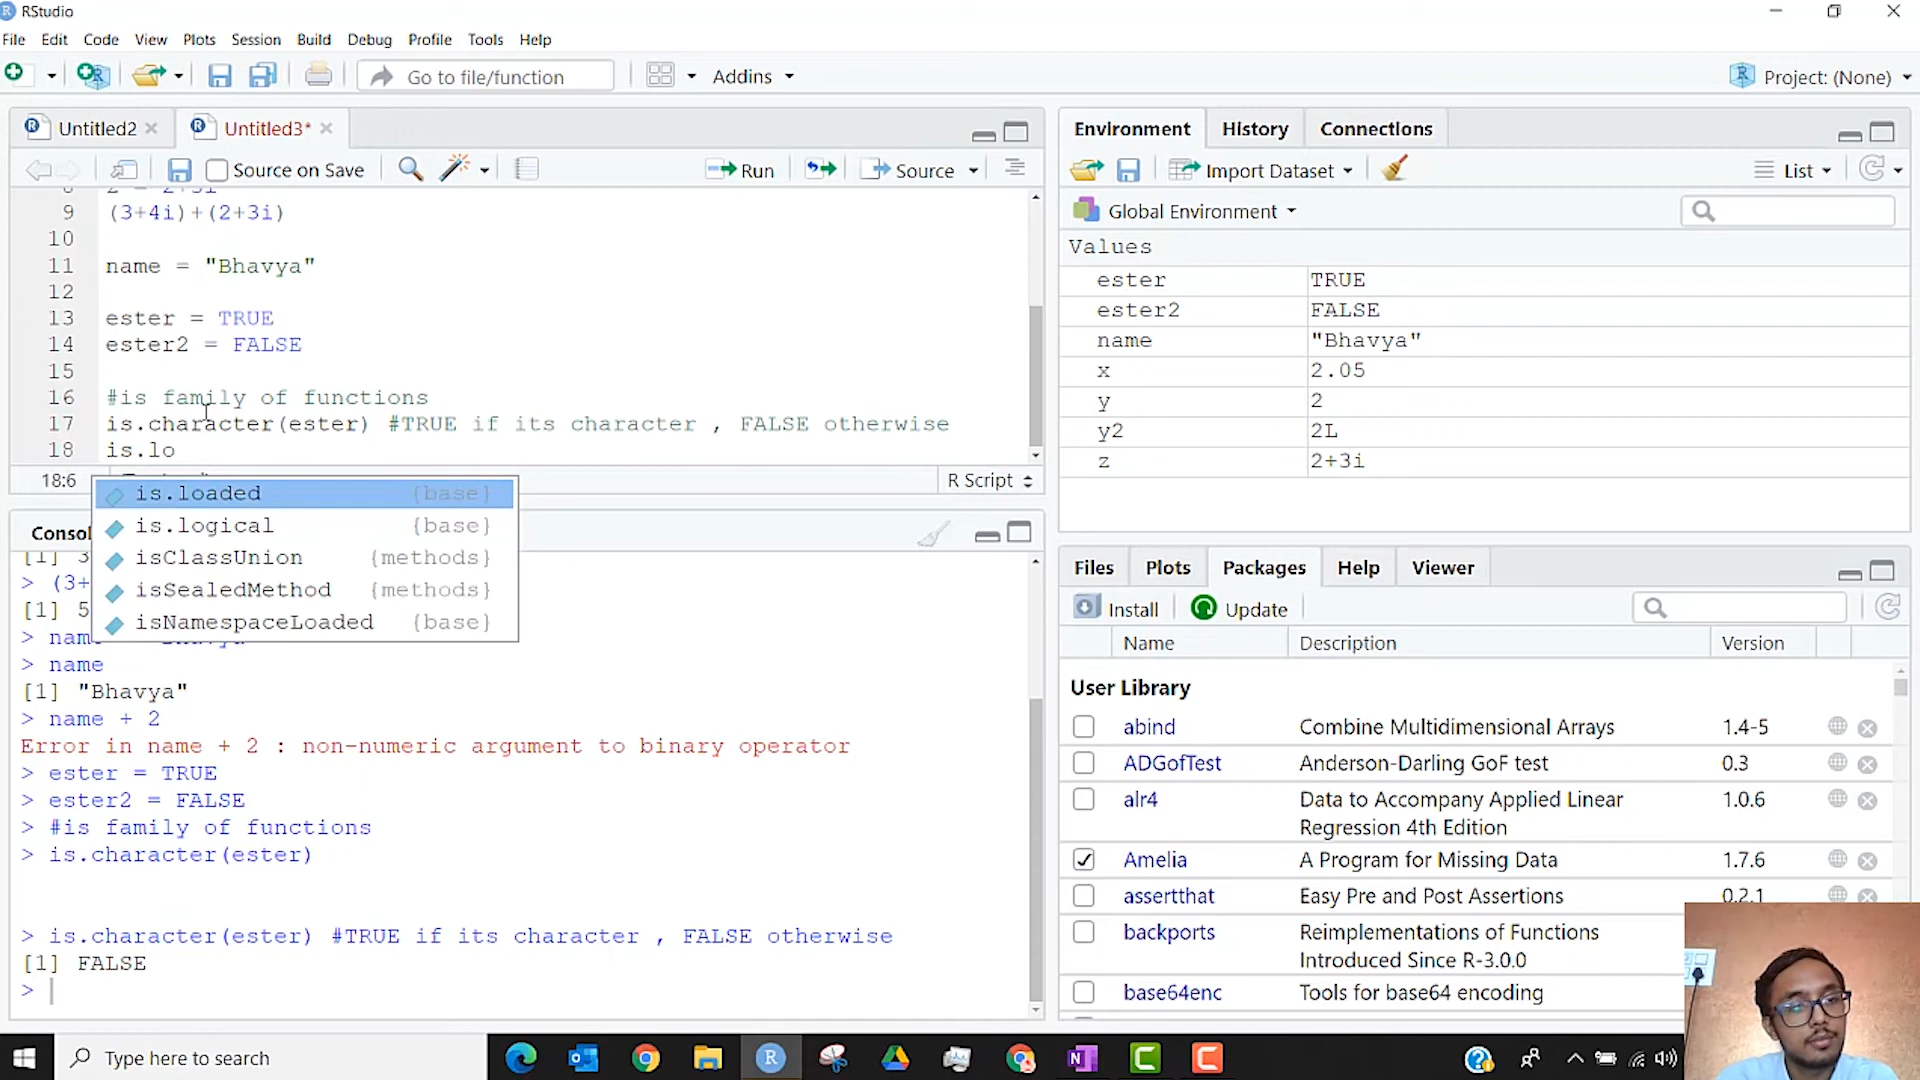 RStudio
File Edit Code View Plots Session Build Debug Profile Tools Help
Go to file/function Addins Project: (None)
Untitled2 Untitled3*
Source on Save Run Source
9 (3+4i)+(2+3i)
10
11 name = "Bhavya"
12
13 ester = TRUE
14 ester2 = FALSE
15
16 #is family of functions
17 is.character(ester) #TRUE if its character , FALSE otherwise
18 is.lo
18:6 R Script
is.loaded {base}
is.logical {base}
isClassUnion {methods}
isSealedMethod {methods}
isNamespaceLoaded {base}
Consol
[1] 3
> (3+
[1] 5
> name
> name
[1] "Bhavya"
> name + 2
Error in name + 2 : non-numeric argument to binary operator
> ester = TRUE
> ester2 = FALSE
> #is family of functions
> is.character(ester)
> is.character(ester) #TRUE if its character , FALSE otherwise
[1] FALSE
>
Environment History Connections
Import Dataset List
Global Environment
Values
ester TRUE
ester2 FALSE
name "Bhavya"
x 2.05
y 2
y2 2L
z 2+3i
Files Plots Packages Help Viewer
Install Update
Name Description Version
User Library
abind Combine Multidimensional Arrays 1.4-5
ADGofTest Anderson-Darling GoF test 0.3
alr4 Data to Accompany Applied Linear Regression 4th Edition 1.0.6
Amelia A Program for Missing Data 1.7.6
assertthat Easy Pre and Post Assertions 0.2.1
backports Reimplementations of Functions Introduced Since R-3.0.0
base64enc Tools for base64 encoding
Type here to search